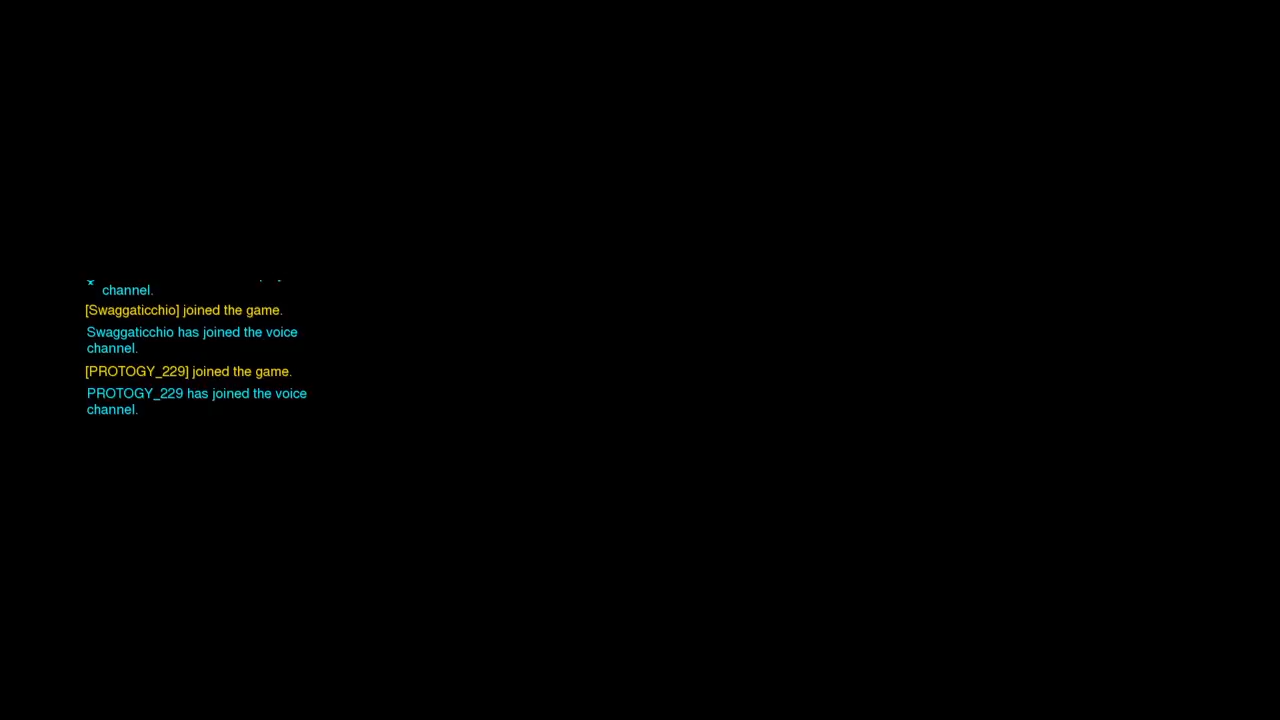 channel.
[Swaggaticchio] joined the game.
Swaggaticchio has joined the voice
channel.
[PROTOGY_229] joined the game.
PROTOGY_229 has joined the voice
channel.